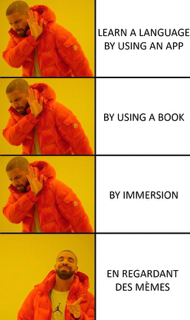 LEARN A LANGUAGE
BY USING AN APP
BY USING A BOOK
BY IMMERSION
EN REGARDANT
DES MÈMES